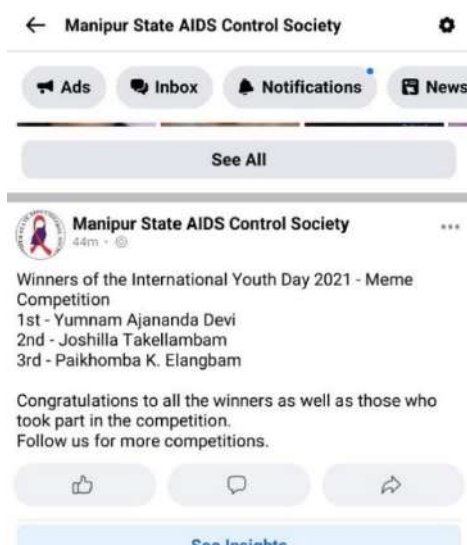 Manipur State AIDS Control Society
Ads
Inbox
Notifications
News
See All
Manipur State AIDS Control Society
44m
Winners of the International Youth Day 2021 - Meme
Competition
1st - Yumnam Ajananda Devi
2nd - Joshilla Takellambam
3rd - Paikhomba K. Elangbam
Congratulations to all the winners as well as those who
took part in the competition.
Follow us for more competitions.
See Insights